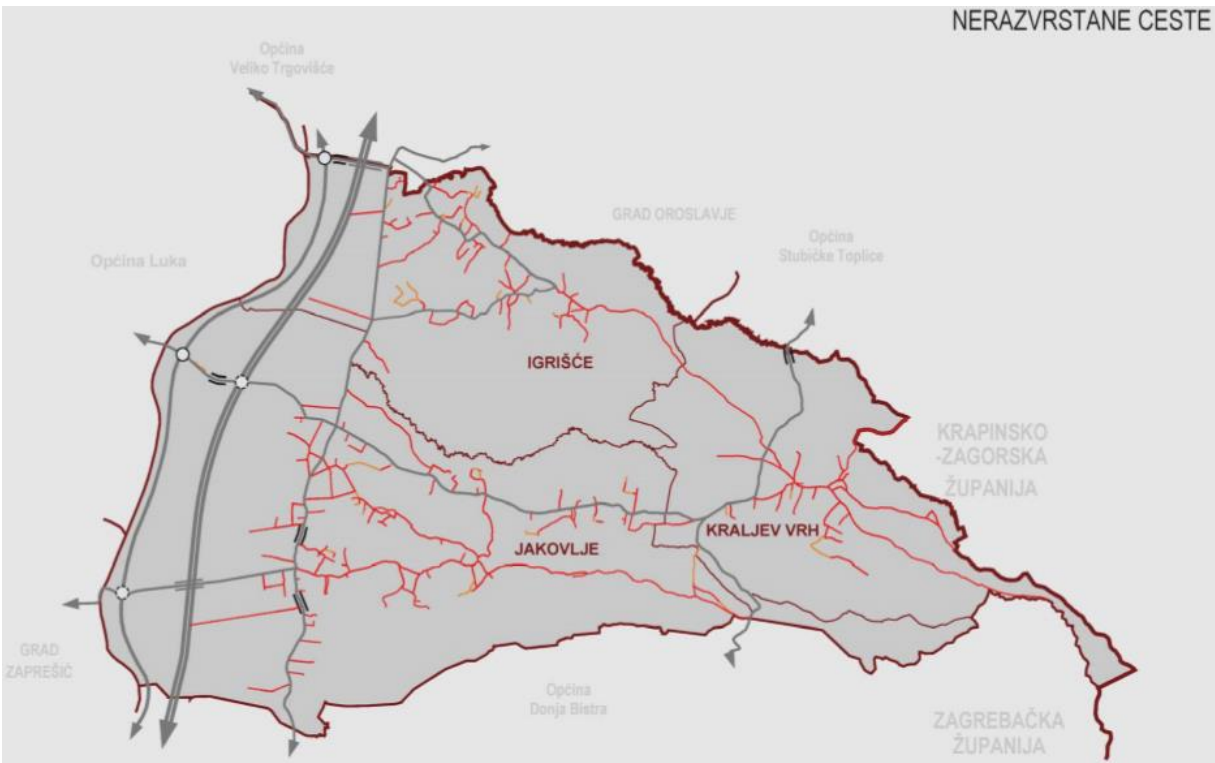 NERAZVRSTANE CESTE
Općina
Veliko Trgovišće
GRAD OROSLAVJE
Općina
Stubičke Toplice
Općina Luka
IGRIŠĆE
KRAPINSKO
-ZAGORSKA
ŽUPANIJA
KRALJEV VRH
JAKOVLJE
GRAD
ZAPREŠIĆ
Općina
Donja Bistra
ZAGREBAČKA
ŽUPANIJA